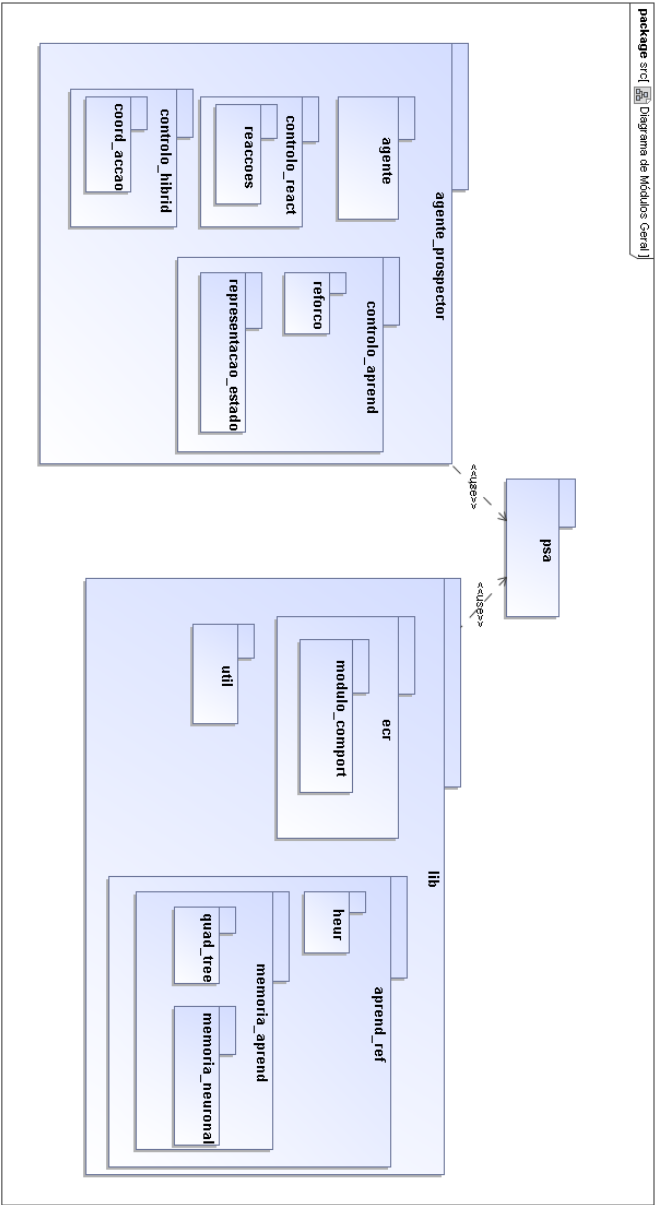 package src[ Diagrama de Módulos Geral ]
psa
<<use>>
<<use>>
agente_prospector
agente
controlo_react
reaccoes
controlo_hibrid
coord_accao
controlo_aprend
reforco
representacao_estado
lib
ecr
modulo_comport
util
aprend_ref
heur
memoria_aprend
quad_tree
memoria_neuronal